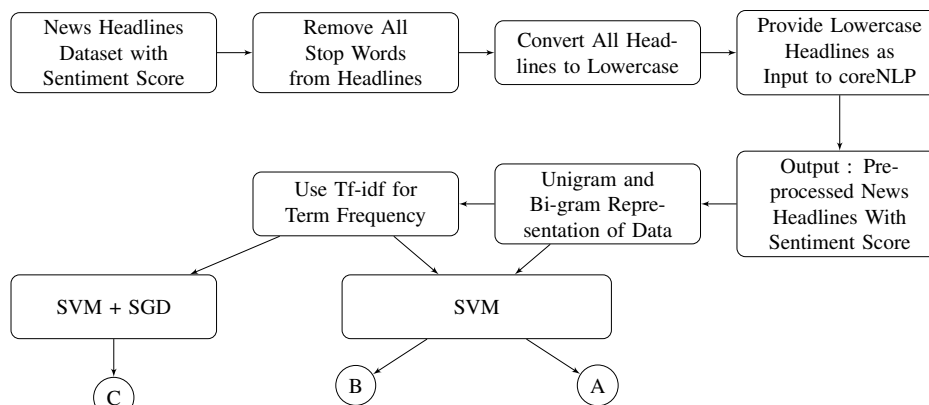 News Headlines
Dataset with
Sentiment Score
Remove All
Stop Words
from Headlines
Convert All Head-
lines to Lowercase
Provide Lowercase
Headlines as
Input to coreNLP
Output : Pre-
processed News
Headlines With
Sentiment Score
Unigram and
Bi-gram Repre-
sentation of Data
Use Tf-idf for
Term Frequency
SVM + SGD
SVM
C
B
A